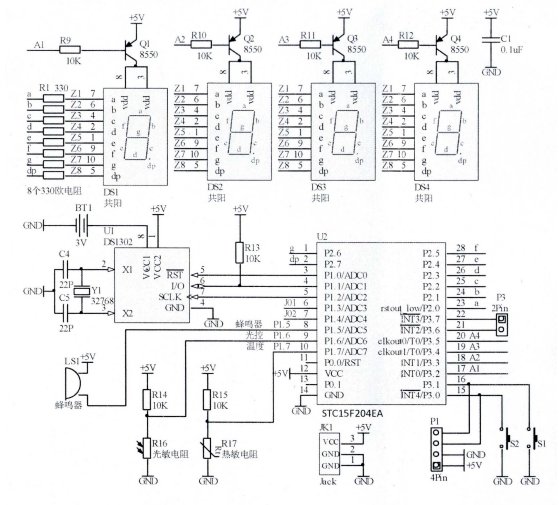 +5V +5V +5V +5V +5V
A1 R9 10K Q1 8550
A2 R10 10K Q2 8550
A3 R11 10K Q3 8550
A4 R12 10K Q4 8550
C1 0.1uF
GND
8 3 8 3 8 3 8 3
R1 330
a Z1 7 a vdd vdd
b Z2 6 b
c Z3 4 c
d Z4 2 d
e Z5 1 e
f Z6 9 f
g Z7 10 g
dp Z8 5 dp
8个330欧电阻
DS1
共阳
Z1 7 a vdd vdd
Z2 6 b
Z3 4 c
Z4 2 d
Z5 1 e
Z6 9 f
Z7 10 g
Z8 5 dp
DS2
共阳
Z1 7 a vdd vdd
Z2 6 b
Z3 4 c
Z4 2 d
Z5 1 e
Z6 9 f
Z7 10 g
Z8 5 dp
DS3
共阳
Z1 7 a vdd vdd
Z2 6 b
Z3 4 c
Z4 2 d
Z5 1 e
Z6 9 f
Z7 10 g
Z8 5 dp
DS4
共阳
GND BT1 3V
+5V
U1
DS1302
8 1
VCC1
VCC2
2 X1
3 X2
RST 5
I/O 6
SCLK 7
GND 4
GND
C4
22P
Y1
32768
C5
22P
GND
+5V
R13
10K
U2
g 1 P2.6
dp 2 P2.7
3 P1.0/ADC0
4 P1.1/ADC1
5 P1.2/ADC2
J01 6 P1.3/ADC3
J02 7 P1.4/ADC4
蜂鸣器 P1.5 8 P1.5/ADC5
光控 P1.6 9 P1.6/ADC6
温度 P1.7 10 P1.7/ADC7
11 P0.0/RST
+5V 12 VCC
13 P0.1
14 GND
GND
P2.5 28 f
P2.4 27 e
P2.3 26 d
P2.2 25 c
P2.1 24 b
rstout_low/P2.0 23 a
INT3/P3.7 22
INT2/P3.6 21
clkout0/T0/P3.5 20 A4
clkout1/T0/P3.4 19 A3
INT1/P3.3 18 A2
INT0/P3.2 17 A1
P3.1 16
INT4/P3.0 15
P3
2Pin
STC15F204EA
LS1
+5V
蜂鸣器
+5V
R14
10K
R16
光敏电阻
GND
+5V
R15
10K
R17
热敏电阻
GND
JK1
VCC 3 +5V
GND 2
GND 1
Jack
GND
P1
GND
+5V
4Pin
S2 S1
GND GND